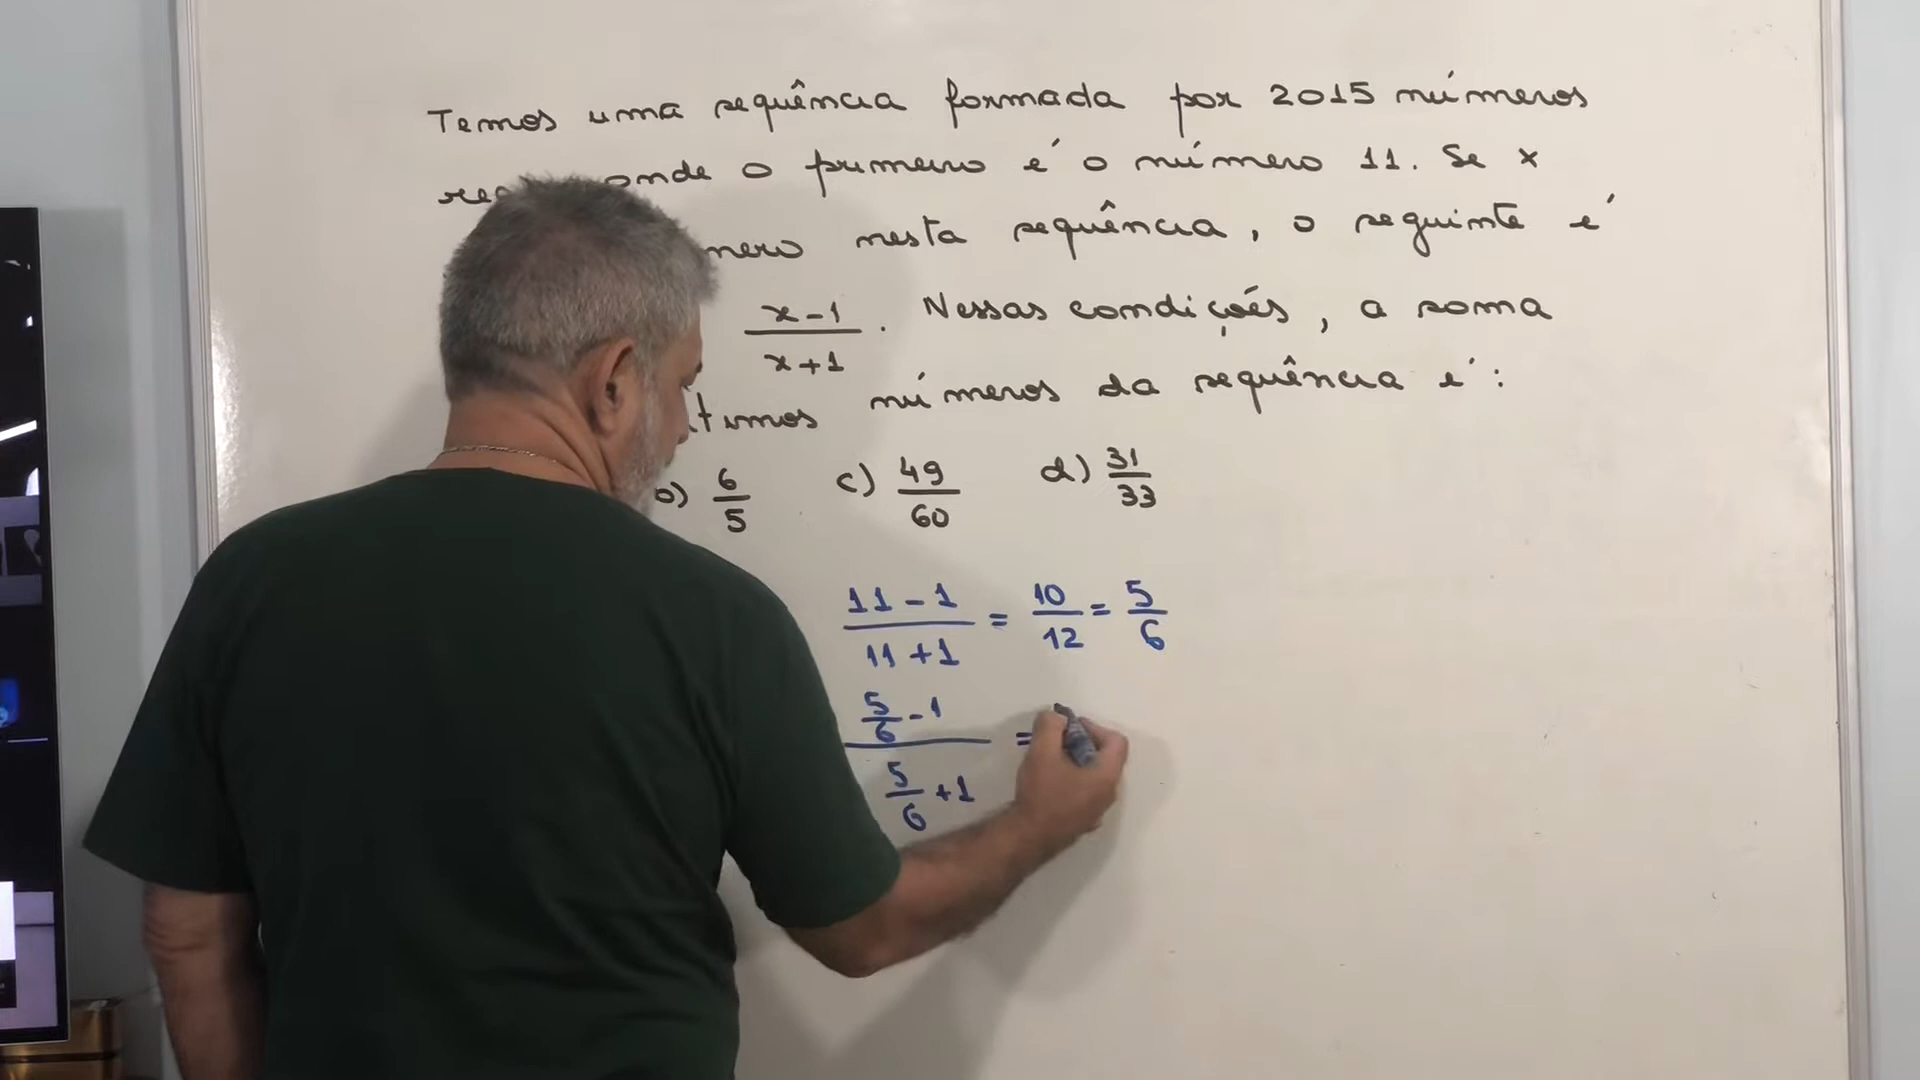 Temos uma sequência formada por 2015 números
onde o primeiro é o número 11. Se x
nesta sequência, o seguinte é
x-1
x+1
. Nessas condições, a soma
números da sequência é:
6/5 c) 49/60 d) 31/33
11-1/11+1 = 10/12 = 5/6
5/6-1/5/6+1 =